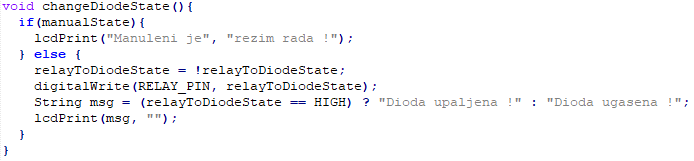 void changeDiodeState(){
  if(manualState){
    lcdPrint("Manuleni je", "rezim rada !");
  } else {
    relayToDiodeState = !relayToDiodeState;
    digitalWrite(RELAY_PIN, relayToDiodeState);
    String msg = (relayToDiodeState == HIGH) ? "Dioda upaljena !" : "Dioda ugasena !";
    lcdPrint(msg, "");
  }
}